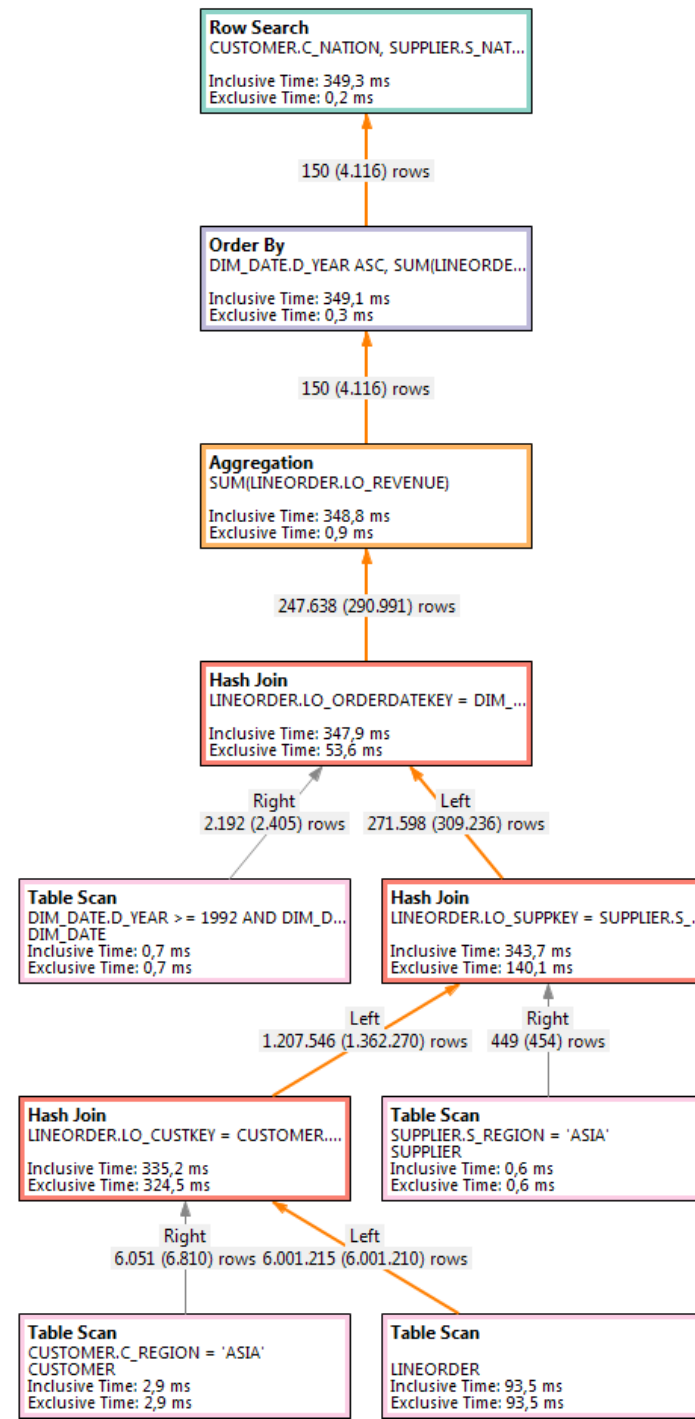 Row Search
CUSTOMER.C_NATION, SUPPLIER.S_NAT...
Inclusive Time: 349,3 ms
Exclusive Time: 0,2 ms
150 (4.116) rows
Order By
DIM_DATE.D_YEAR ASC, SUM(LINEORDE...
Inclusive Time: 349,1 ms
Exclusive Time: 0,3 ms
150 (4.116) rows
Aggregation
SUM(LINEORDER.LO_REVENUE)
Inclusive Time: 348,8 ms
Exclusive Time: 0,9 ms
247.638 (290.991) rows
Hash Join
LINEORDER.LO_ORDERDATEKEY = DIM_...
Inclusive Time: 347,9 ms
Exclusive Time: 53,6 ms
Right
2.192 (2.405) rows
Left
271.598 (309.236) rows
Table Scan
DIM_DATE.D_YEAR >= 1992 AND DIM_D...
DIM_DATE
Inclusive Time: 0,7 ms
Exclusive Time: 0,7 ms
Hash Join
LINEORDER.LO_SUPPKEY = SUPPLIER.S_...
Inclusive Time: 343,7 ms
Exclusive Time: 140,1 ms
Left
1.207.546 (1.362.270) rows
Right
449 (454) rows
Hash Join
LINEORDER.LO_CUSTKEY = CUSTOMER....
Inclusive Time: 335,2 ms
Exclusive Time: 324,5 ms
Table Scan
SUPPLIER.S_REGION = 'ASIA'
SUPPLIER
Inclusive Time: 0,6 ms
Exclusive Time: 0,6 ms
Right
6.051 (6.810) rows
Left
6.001.215 (6.001.210) rows
Table Scan
CUSTOMER.C_REGION = 'ASIA'
CUSTOMER
Inclusive Time: 2,9 ms
Exclusive Time: 2,9 ms
Table Scan
LINEORDER
Inclusive Time: 93,5 ms
Exclusive Time: 93,5 ms